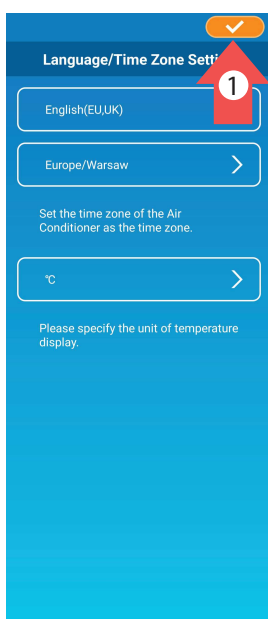 Language/Time Zone Setti
1
English(EU,UK)
Europe/Warsaw
Set the time zone of the Air
Conditioner as the time zone.
℃
Please specify the unit of temperature
display.